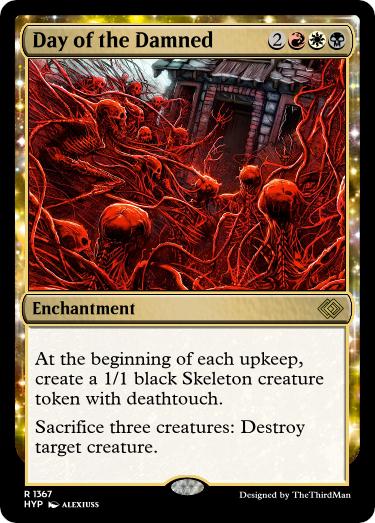 Day of the Damned 2
Enchantment
At the beginning of each upkeep,
create a 1/1 black Skeleton creature
token with deathtouch.
Sacrifice three creatures: Destroy
target creature.
R 1367
HYP ALEXIUSS Designed by TheThirdMan